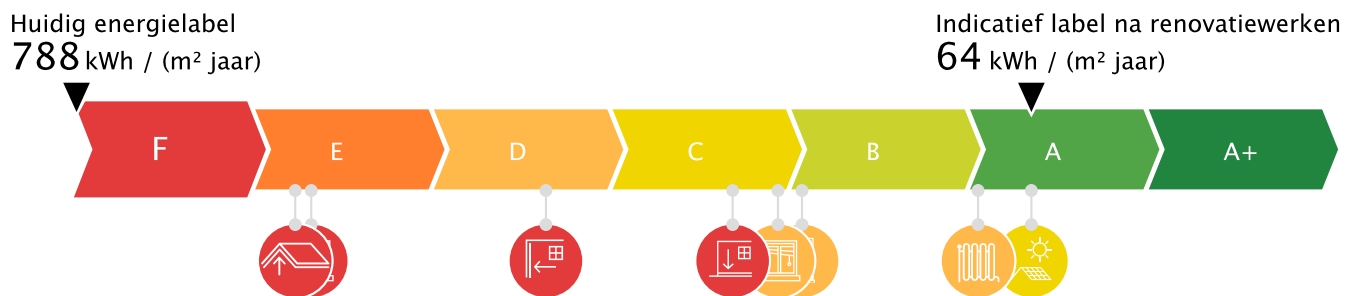 Huidig energielabel
788 kWh / (m² jaar)
Indicatief label na renovatiewerken
64 kWh / (m² jaar)
F
E
D
C
B
A
A+